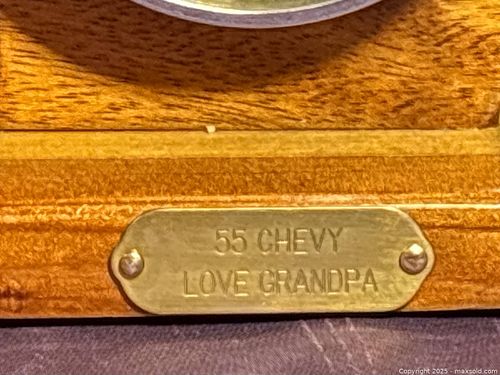 55 CHEVY
LOVE GRANDPA
Copyright 2025 - maxsold.com